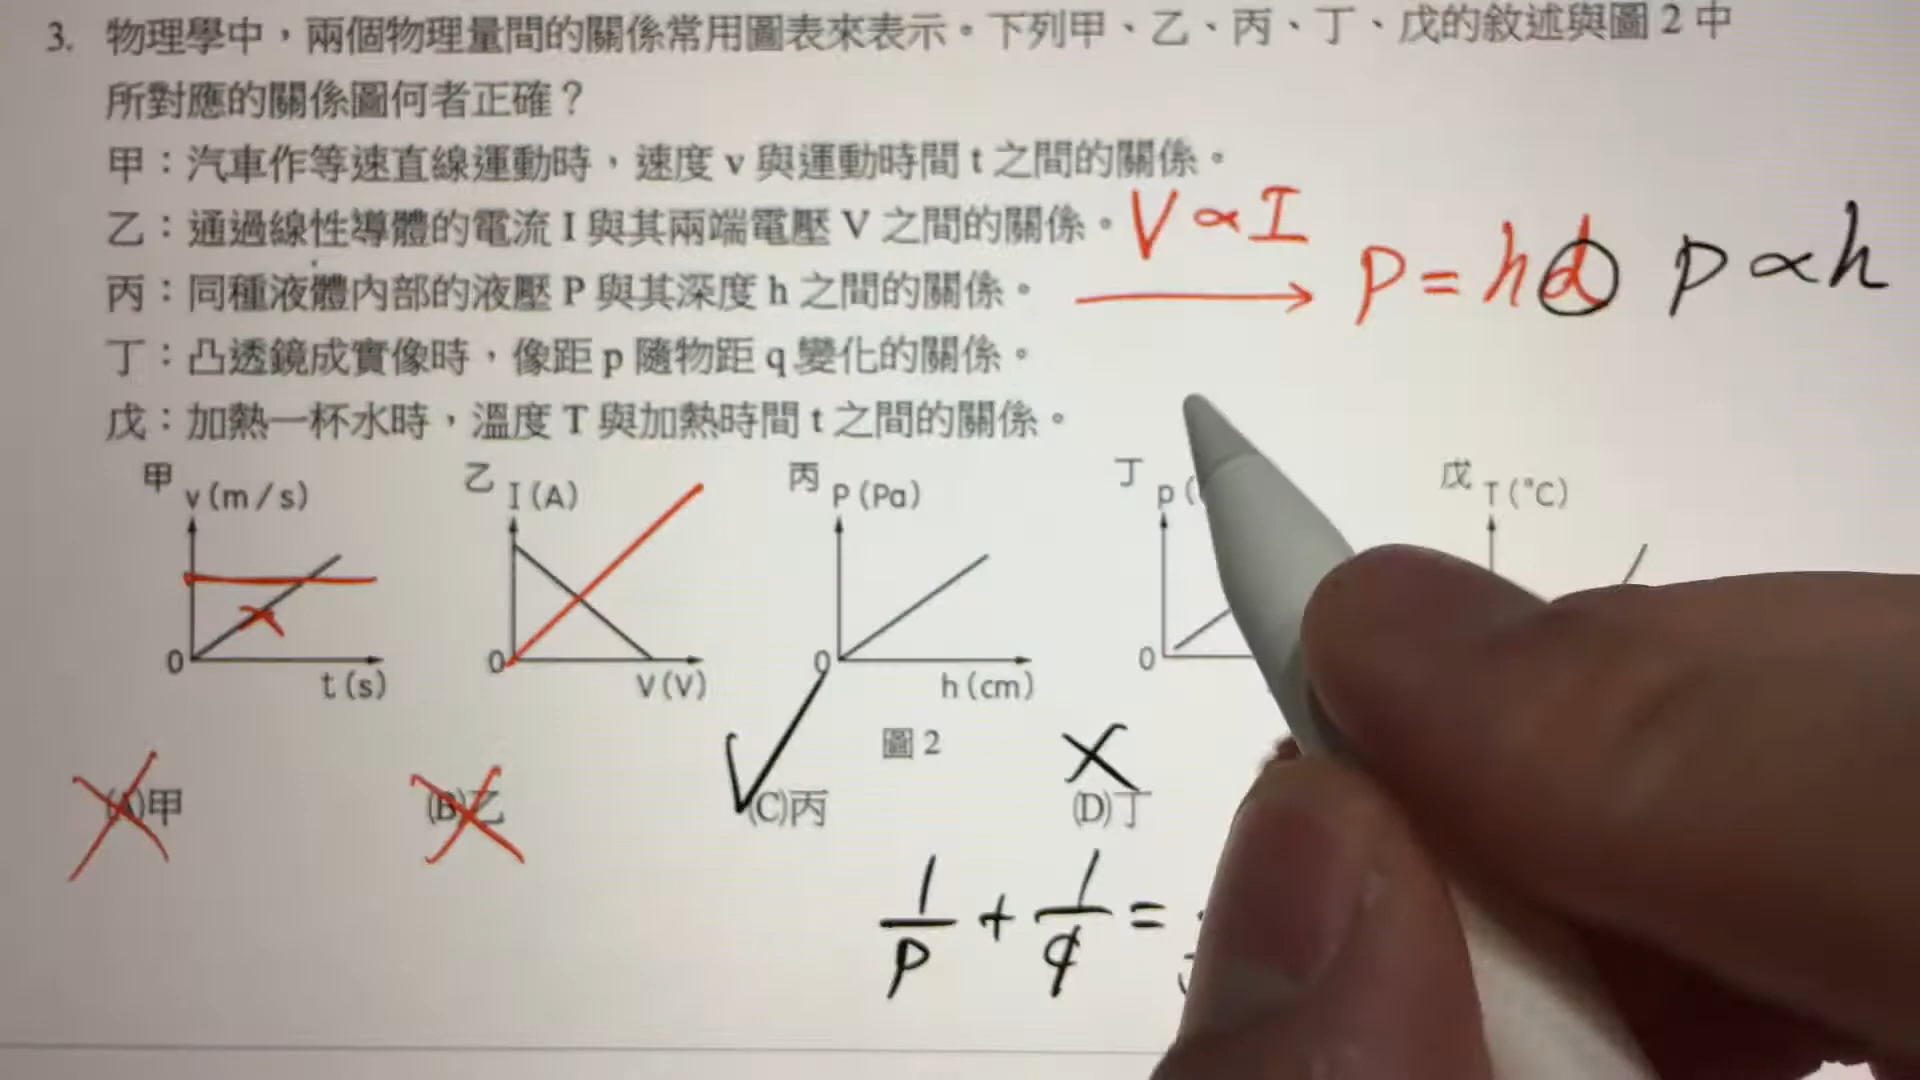 3. 物理學中，兩個物理量間的關係常用圖表來表示。下列甲、乙、丙、丁、戊的敘述與圖 2 中
所對應的關係圖何者正確？
甲：汽車作等速直線運動時，速度 v 與運動時間 t 之間的關係。
乙：通過線性導體的電流 I 與其兩端電壓 V 之間的關係。 V ∝ I
丙：同種液體內部的液壓 P 與其深度 h 之間的關係。 → P = hd P ∝ h
丁：凸透鏡成實像時，像距 p 隨物距 q 變化的關係。
戊：加熱一杯水時，溫度 T 與加熱時間 t 之間的關係。
甲 乙 丙 丁 戊
v (m / s) I (A) P (Pa) p ( T (°C)
0 0 0 0
t (s) V (V) h (cm)
圖 2
(A)甲 (B)乙 (C)丙 (D)丁
1/p + 1/q =